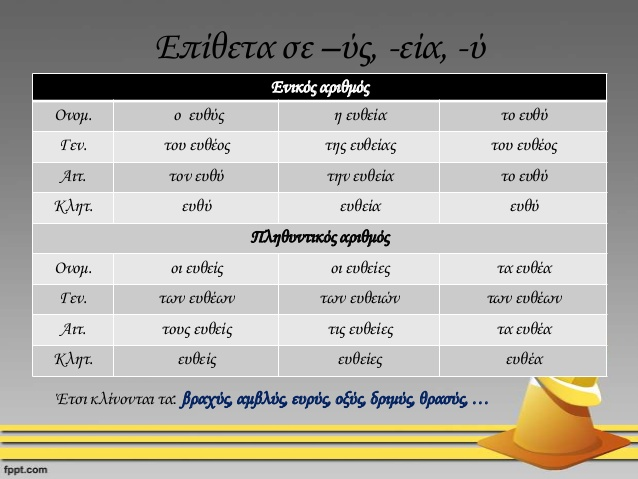 Επίθετα σε –ύς, -εία, -ύ
Ενικός αριθμός
Ονομ. ο ευθύς η ευθεία το ευθύ
Γεν. του ευθέος της ευθείας του ευθέος
Αιτ. τον ευθύ την ευθεία το ευθύ
Κλητ. ευθύ ευθεία ευθύ
Πληθυντικός αριθμός
Ονομ. οι ευθείς οι ευθείες τα ευθέα
Γεν. των ευθέων των ευθειών των ευθέων
Αιτ. τους ευθείς τις ευθείες τα ευθέα
Κλητ. ευθείς ευθείες ευθέα
Έτσι κλίνονται τα: βραχύς, αμβλύς, ευρύς, οξύς, δριμύς, θρασύς, …
fppt.com